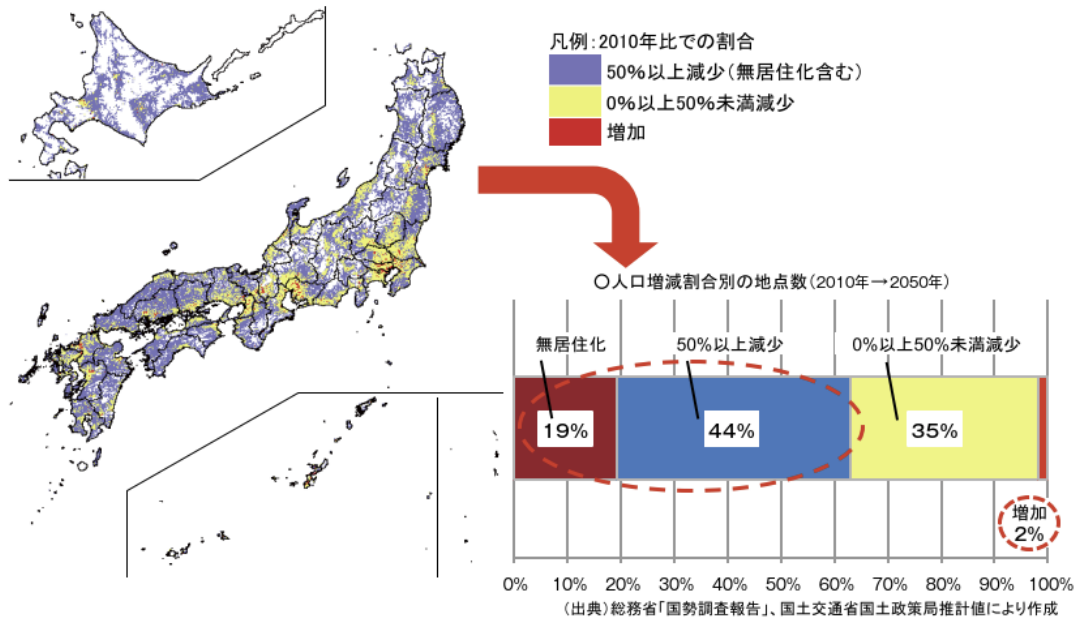 凡例:2010年比での割合
50%以上減少(無居住化含む)
0%以上50%未満減少
増加
○人口増減割合別の地点数(2010年→2050年)
無居住化
50%以上減少
0%以上50%未満減少
19%
44%
35%
増加
2%
0% 10% 20% 30% 40% 50% 60% 70% 80% 90% 100%
(出典)総務省「国勢調査報告」、国土交通省国土政策局推計値により作成